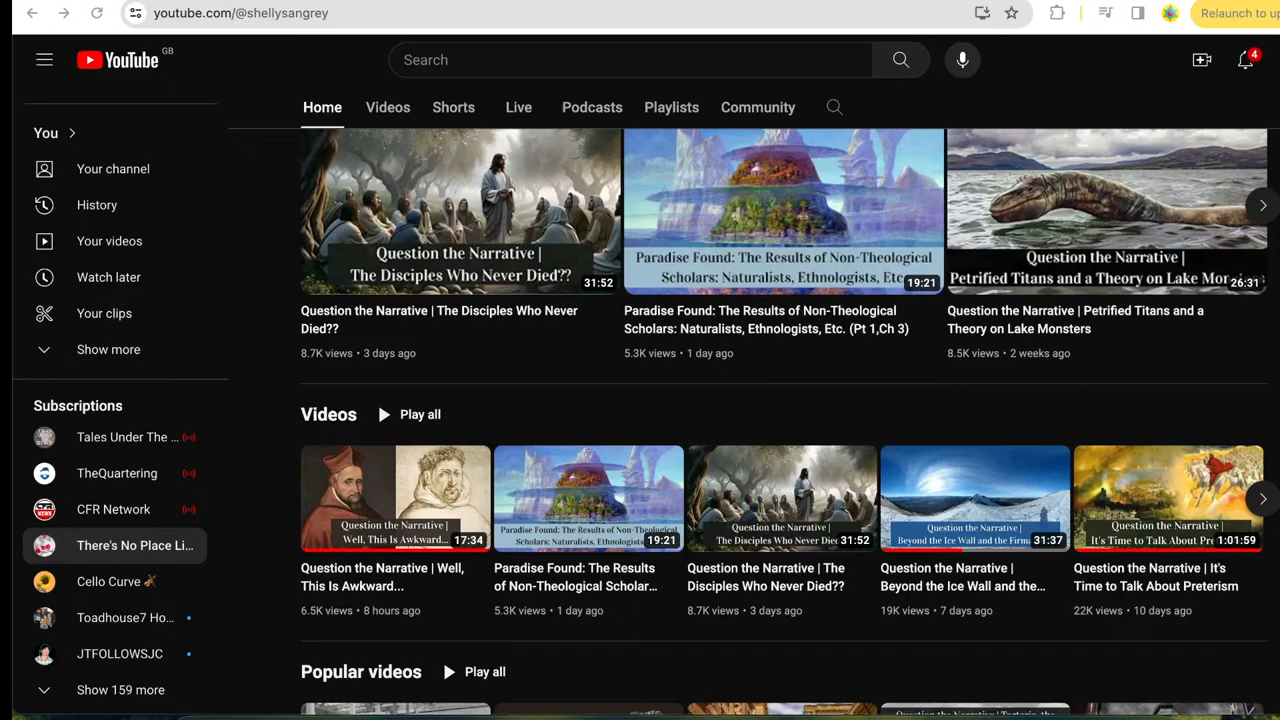 youtube.com/@shellysangrey
Relaunch to up
YouTube GB
Search
4
Home Videos Shorts Live Podcasts Playlists Community
You
Your channel
History
Your videos
Watch later
Your clips
Show more
Subscriptions
Tales Under The ...
TheQuartering
CFR Network
There's No Place Li...
Cello Curve
Toadhouse7 Ho...
JTFOLLOWSJC
Show 159 more
Question the Narrative |
The Disciples Who Never Died??
31:52
Question the Narrative | The Disciples Who Never
Died??
8.7K views • 3 days ago
Paradise Found: The Results of Non-Theological
Scholars: Naturalists, Ethnologists, Etc
19:21
Paradise Found: The Results of Non-Theological
Scholars: Naturalists, Ethnologists, Etc. (Pt 1,Ch 3)
5.3K views • 1 day ago
Question the Narrative |
Petrified Titans and a Theory on Lake Mon
26:31
Question the Narrative | Petrified Titans and a
Theory on Lake Monsters
8.5K views • 2 weeks ago
Videos Play all
Question the Narrative |
Well, This Is Awkward...
17:34
Question the Narrative | Well,
This Is Awkward...
6.5K views • 8 hours ago
Paradise Found: The Results of Non-Theological
Scholars: Naturalists, Ethnologists, Etc
19:21
Paradise Found: The Results
of Non-Theological Scholar...
5.3K views • 1 day ago
Question the Narrative |
The Disciples Who Never Died
31:52
Question the Narrative | The
Disciples Who Never Died??
8.7K views • 3 days ago
Question the Narrative |
Beyond the Ice Wall and the Firm
31:37
Question the Narrative |
Beyond the Ice Wall and the...
19K views • 7 days ago
Question the Narrative |
It's Time to Talk About Pre
1:01:59
Question the Narrative | It's
Time to Talk About Preterism
22K views • 10 days ago
Popular videos Play all